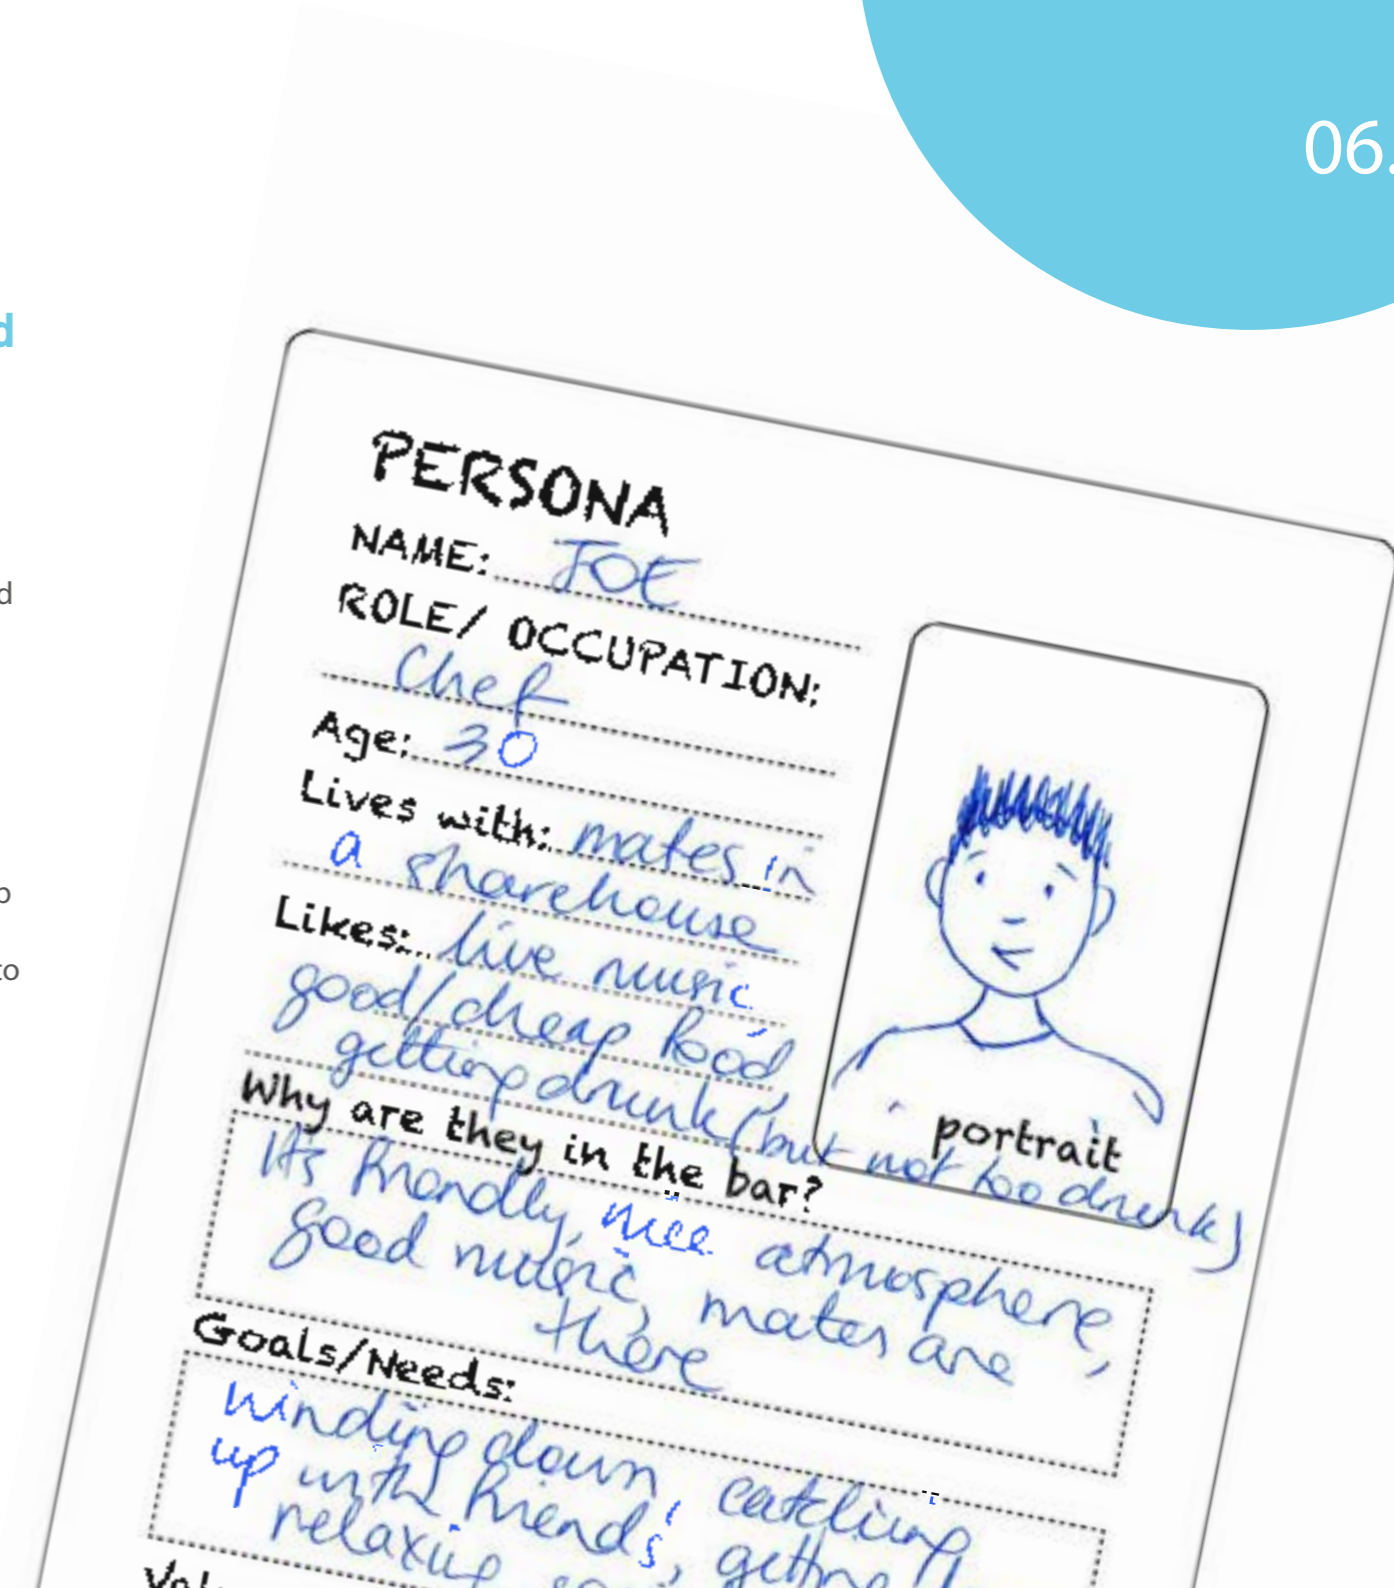 06.
d
d
p
to
PERSONA
NAME: JOE
ROLE/ OCCUPATION:
Chef
Age: 30
Lives with: mates in
a sharehouse
Likes: live music,
good/cheap food,
getting drunk (but not too drunk)
portrait
Why are they in the bar?
It's friendly, nice atmosphere,
good music, mates are
there
Goals/Needs:
Winding down, catching
up with friends, getting
relaxing